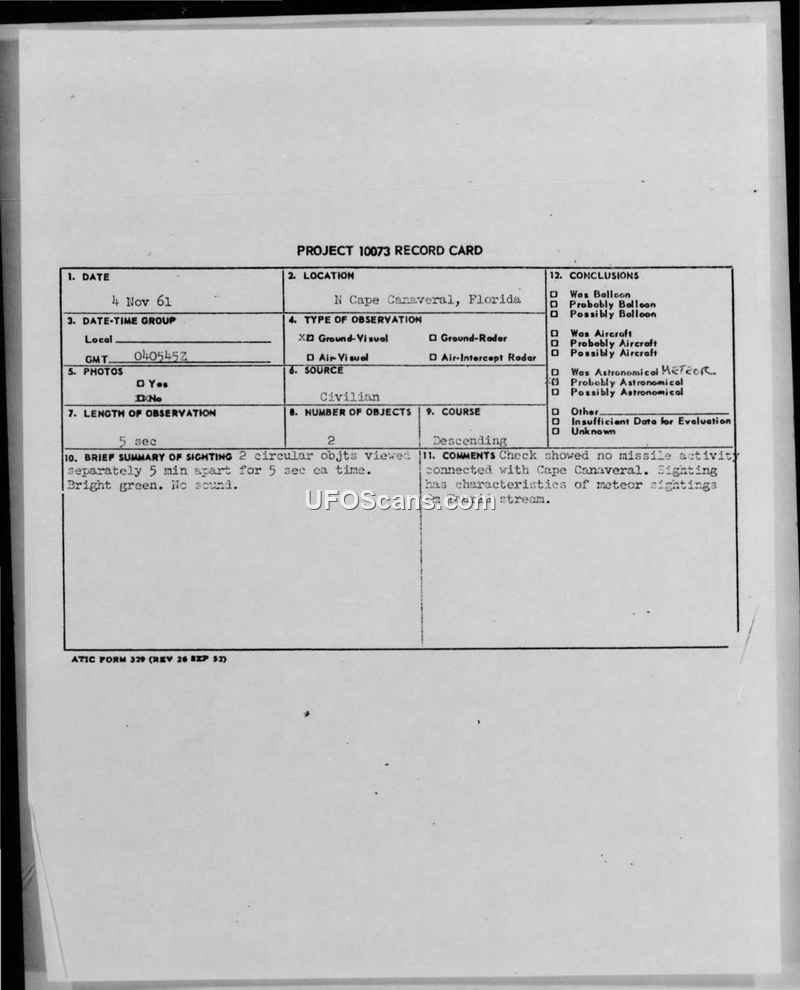 PROJECT 10073 RECORD CARD
1. DATE
4 Nov 61
2. LOCATION
N Cape Canaveral, Florida
12. CONCLUSIONS
□ Was Balloon
□ Probably Balloon
□ Possibly Balloon
□ Was Aircraft
□ Probably Aircraft
□ Possibly Aircraft
□ Was Astronomical METEOR
X□ Probably Astronomical
□ Possibly Astronomical
□ Other
□ Insufficient Data for Evaluation
□ Unknown
3. DATE-TIME GROUP
Local
GMT 040545Z
4. TYPE OF OBSERVATION
X□ Ground-Visual □ Ground-Radar
□ Air-Visual □ Air-Intercept Radar
5. PHOTOS
□ Yes
X□ No
6. SOURCE
Civilian
7. LENGTH OF OBSERVATION
5 sec
8. NUMBER OF OBJECTS
2
9. COURSE
Descending
10. BRIEF SUMMARY OF SIGHTING 2 circular objts viewed
separately 5 min apart for 5 sec ea time.
Bright green. No sound.
11. COMMENTS Check showed no missile activity
connected with Cape Canaveral. Sighting
has characteristics of meteor sightings
stream.
ATIC FORM 329 (REV 26 SEP 52)
UFOScans.com